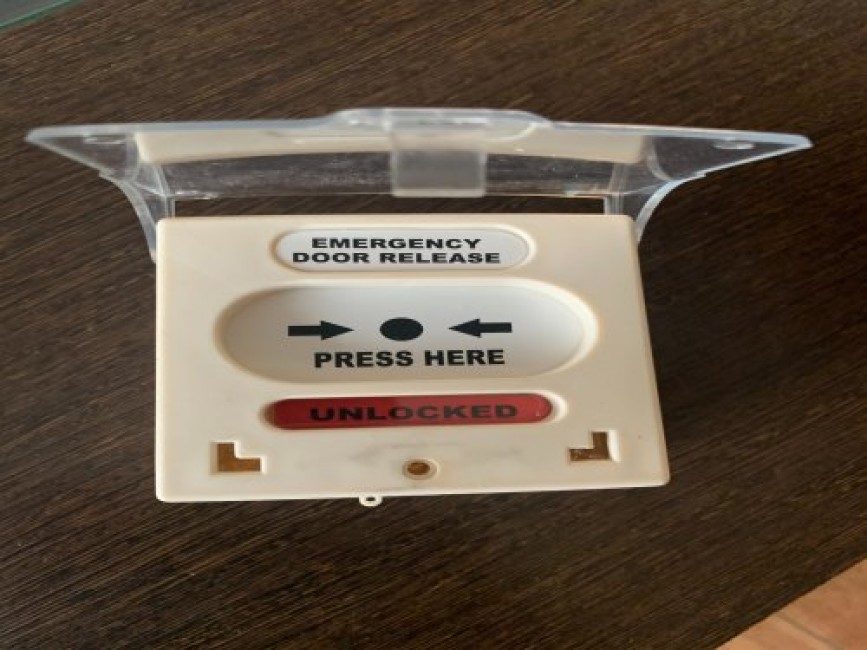 EMERGENCY
DOOR RELEASE
PRESS HERE
UNLOCKED